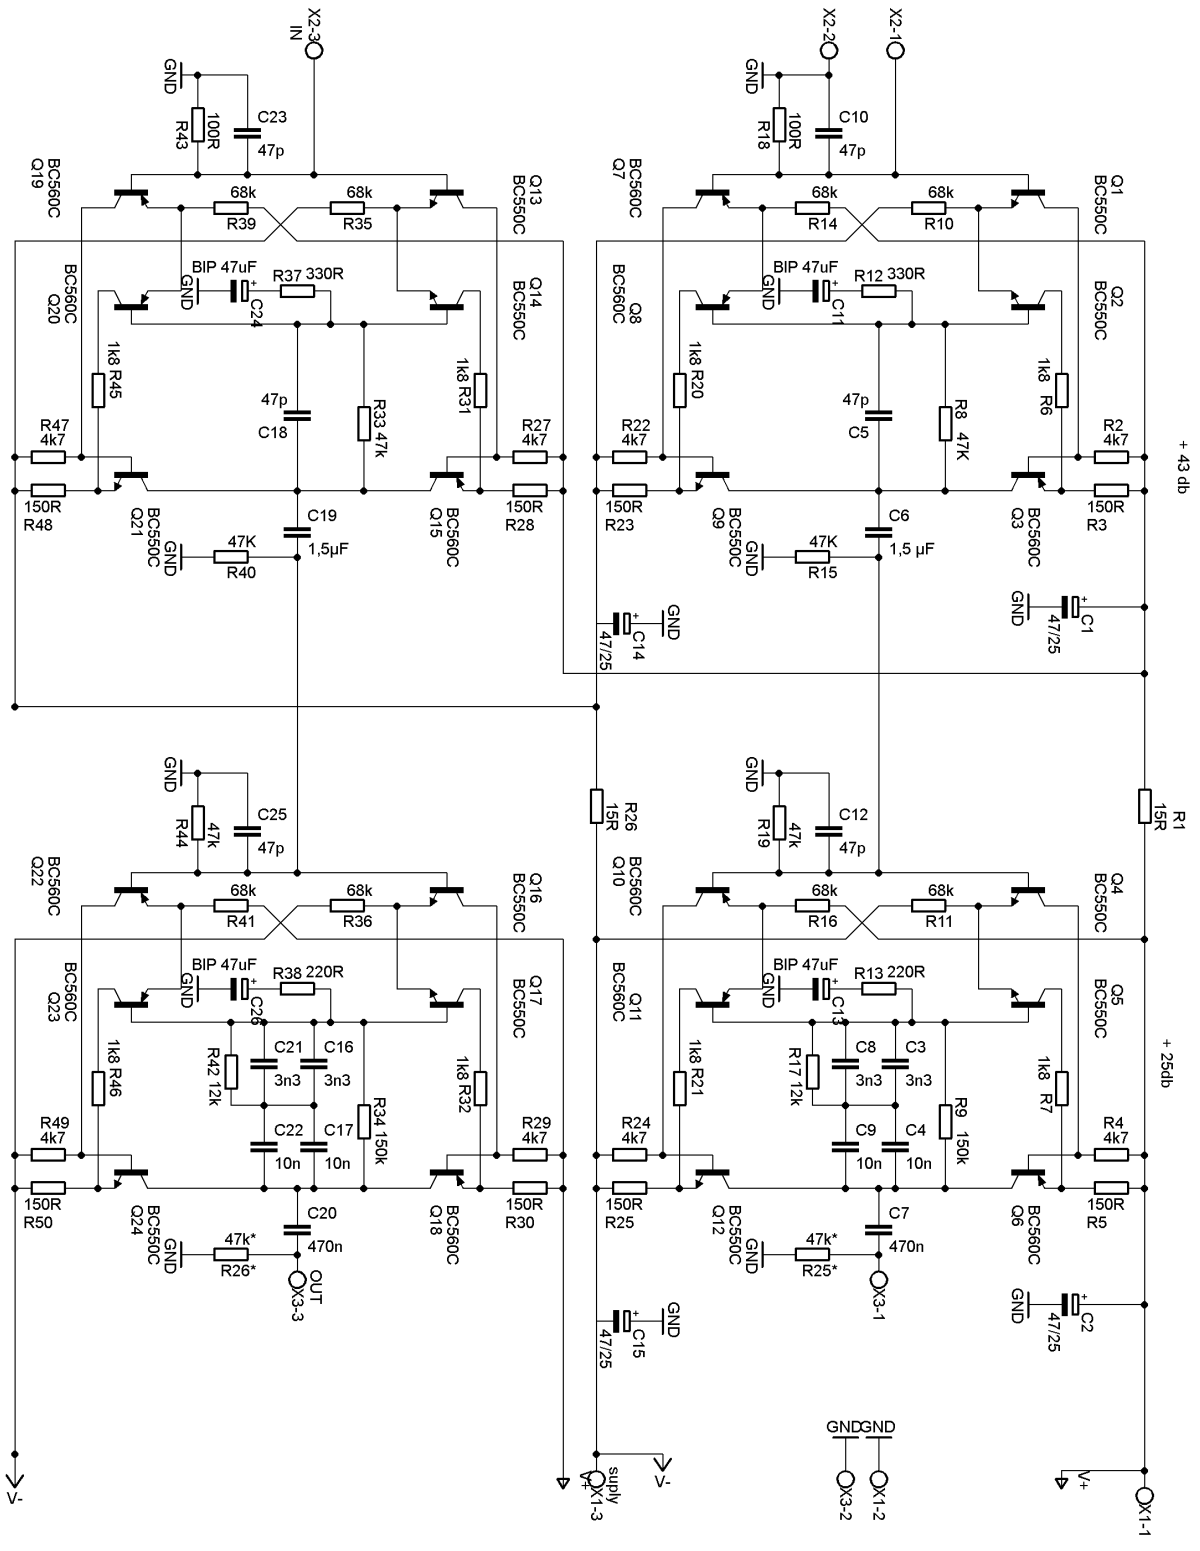 X2-3
IN
X2-2
X2-1
GND
GND
100R
R43
C23
47p
100R
R18
C10
47p
BC560C
Q19
Q13
BC550C
BC560C
Q7
Q1
BC550C
68k
R39
68k
R35
68k
R14
68k
R10
BIP 47uF
GND
C24
R37 330R
BIP 47uF
GND
C11
R12 330R
BC560C
Q20
Q14
BC550C
BC560C
Q8
Q2
BC550C
1k8 R45
47p
C18
R33 47k
1k8 R31
1k8 R20
47p
C5
R8
47K
1k8 R6
R47
4k7
R27
4k7
R22
4k7
R2
4k7
+ 43 db
150R
R48
BC550C
Q21
C19
1,5µF
BC560C
Q15
150R
R28
150R
R23
BC550C
Q9
C6
1,5 µF
BC560C
Q3
150R
R3
GND
47K
R40
GND
47K
R15
GND
C14
47/25
GND
C1
47/25
GND
GND
47k
R44
C25
47p
R26
15R
47k
R19
C12
47p
R1
15R
BC560C
Q22
Q16
BC550C
BC560C
Q10
Q4
BC550C
68k
R41
68k
R36
68k
R16
68k
R11
BIP 47uF
GND
C26
R38 220R
BIP 47uF
GND
C13
R13 220R
BC560C
Q23
Q17
BC550C
BC560C
Q11
Q5
BC550C
1k8 R46
R42 12k
C21
3n3
C16
3n3
1k8 R32
1k8 R21
R17 12k
C8
3n3
C3
3n3
1k8 R7
+ 25db
R49
4k7
C22
10n
C17
10n
R34 150k
R29
4k7
R24
4k7
C9
10n
C4
10n
R9
150k
R4
4k7
150R
R50
BC550C
Q24
C20
470n
BC560C
Q18
150R
R30
150R
R25
BC550C
Q12
C7
470n
BC560C
Q6
150R
R5
GND
47k*
R26*
OUT
X3-3
GND
47k*
R25*
X3-1
GND
C15
47/25
GND
C2
47/25
GND
GND
V-
V+
suply
X1-3
V-
X3-2
X1-2
V+
X1-1